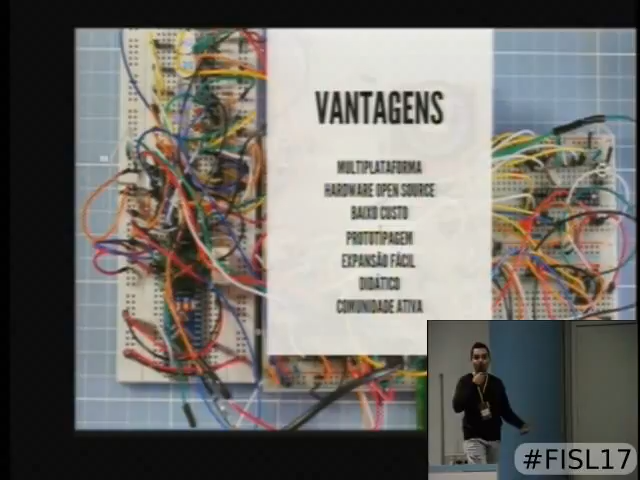 VANTAGENS
MULTIPLATAFORMA
HARDWARE OPEN SOURCE
BAIXO CUSTO
PROTOTIPAGEM
EXPANSÃO FÁCIL
DIDÁTICO
COMUNIDADE ATIVA
#FISL17